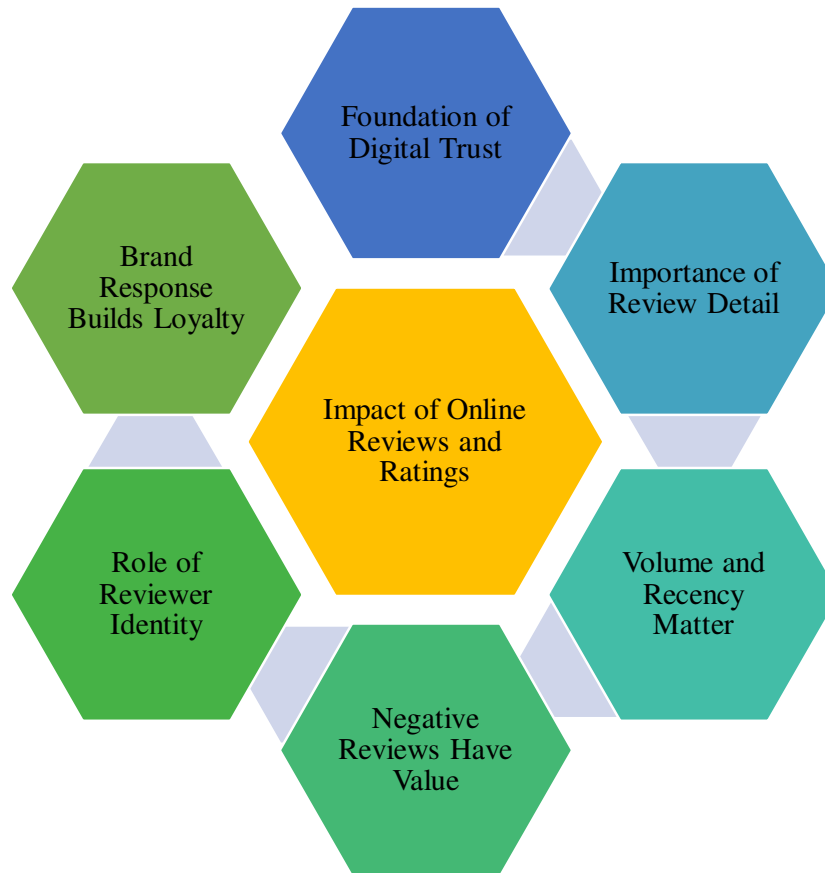 Foundation of
Digital Trust
Importance of
Review Detail
Volume and
Recency
Matter
Negative
Reviews Have
Value
Role of
Reviewer
Identity
Brand
Response
Builds Loyalty
Impact of Online
Reviews and
Ratings